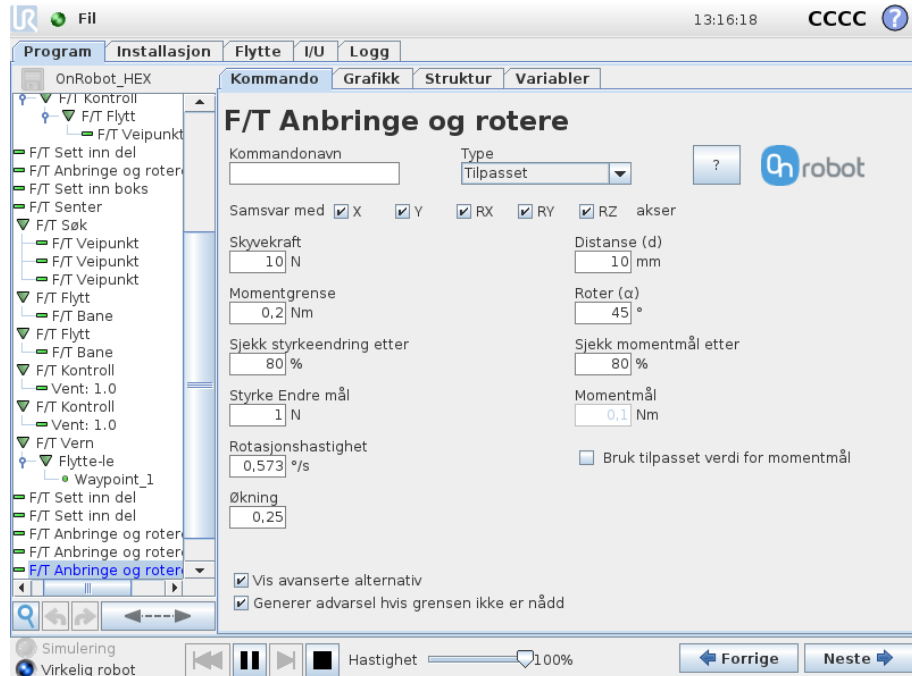 Fil 13:16:18 CCCC ?
Program Installasjon Flytte I/U Logg
OnRobot_HEX
Kommando Grafikk Struktur Variabler
F/T Kontroll
F/T Flytt
F/T Veipunkt
F/T Sett inn del
F/T Anbringe og rotere
F/T Sett inn boks
F/T Senter
F/T Søk
F/T Veipunkt
F/T Veipunkt
F/T Veipunkt
F/T Flytt
F/T Bane
F/T Flytt
F/T Bane
F/T Kontroll
Vent: 1.0
F/T Kontroll
Vent: 1.0
F/T Vern
Flytte-le
Waypoint_1
F/T Sett inn del
F/T Sett inn del
F/T Anbringe og rotere
F/T Anbringe og rotere
F/T Anbringe og rotere
F/T Anbringe og rotere
Kommandonavn Type
Tilpasset ? On robot
Samsvar med X Y RX RY RZ akser
Skyvekraft Distanse (d)
10 N 10 mm
Momentgrense Roter (α)
0,2 Nm 45 °
Sjekk styrkeendring etter Sjekk momentmål etter
80 % 80 %
Styrke Endre mål Momentmål
1 N 0,1 Nm
Rotasjonshastighet
0,573 °/s Bruk tilpasset verdi for momentmål
Økning
0,25
Vis avanserte alternativ
Generer advarsel hvis grensen ikke er nådd
Simulering
Virkelig robot
Hastighet 100% Forrige Neste